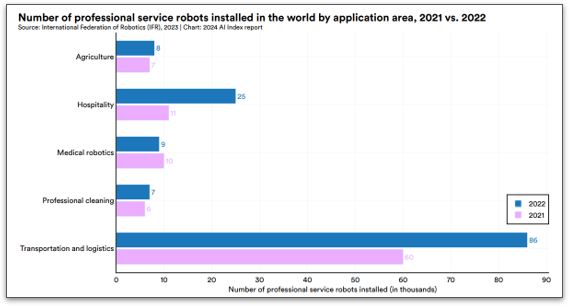 Number of professional service robots installed in the world by application area, 2021 vs. 2022
Source: International Federation of Robotics (IFR), 2023 | Chart: 2024 AI Index report
Agriculture
8
7
Hospitality
25
11
Medical robotics
9
10
Professional cleaning
7
6
Transportation and logistics
86
60
2022
2021
0 10 20 30 40 50 60 70 80 90
Number of professional service robots installed (in thousands)